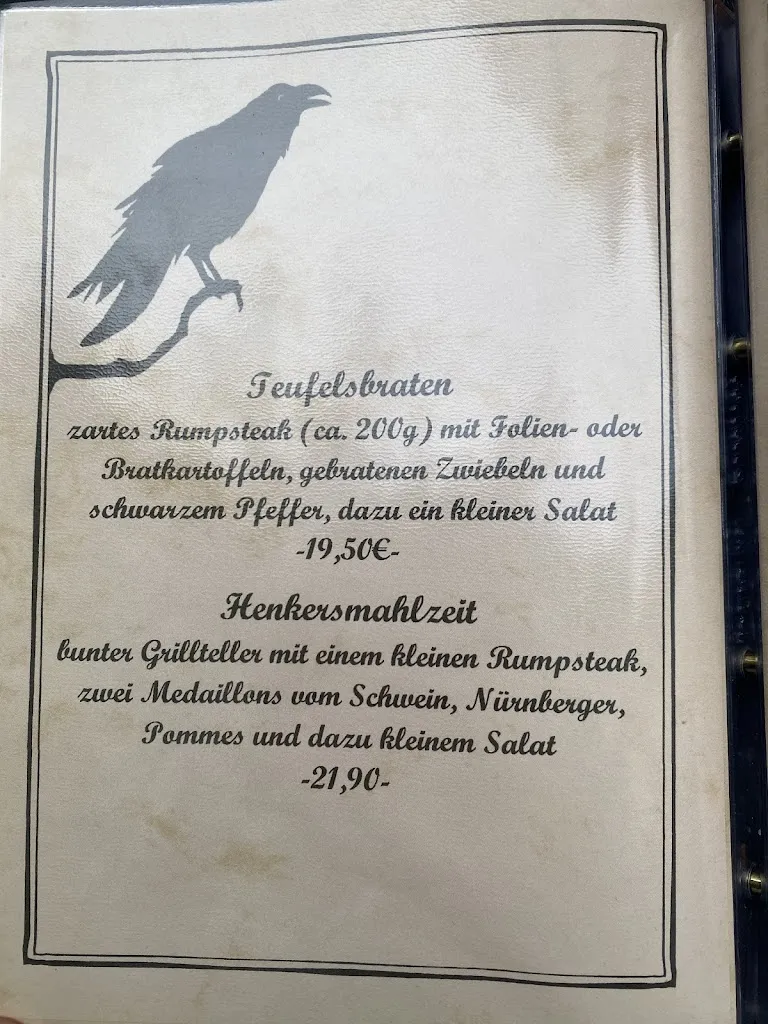 Teufelsbraten
zartes Rumpsteak (ca. 200g) mit Folien- oder
Bratkartoffeln, gebratenen Zwiebeln und
schwarzem Pfeffer, dazu ein kleiner Salat
-19,50€-
Henkersmahlzeit
bunter Grillteller mit einem kleinen Rumpsteak,
zwei Medaillons vom Schwein, Nürnberger,
Pommes und dazu kleinem Salat
-21,90-